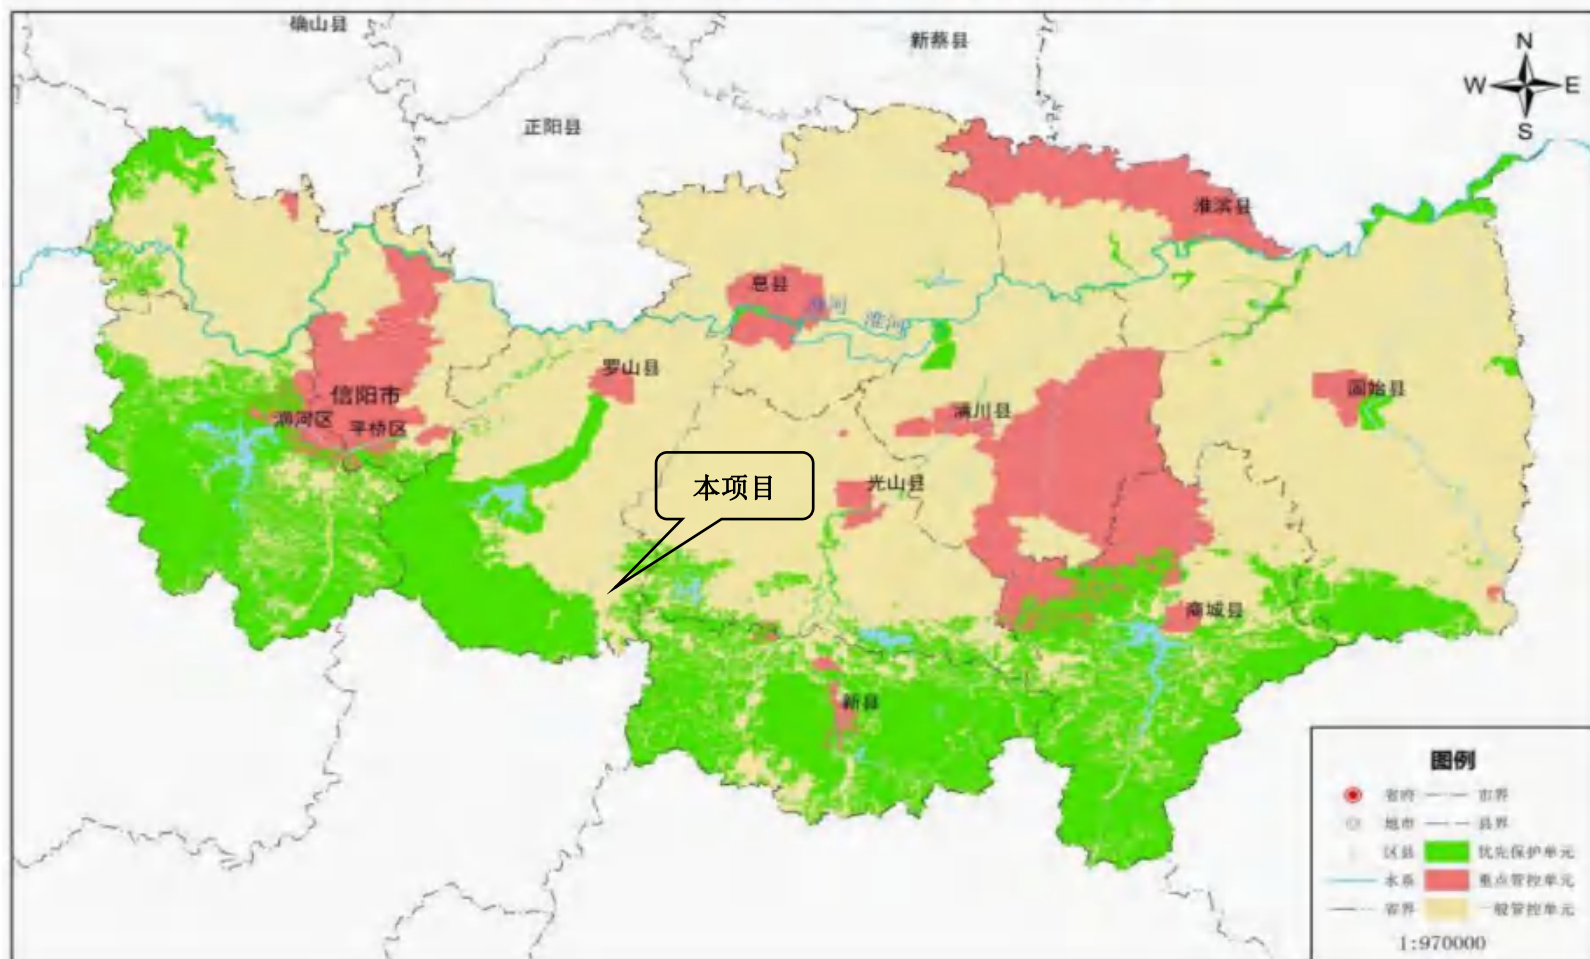 确山县
新蔡县
N
W
E
S
正阳县
淮滨县
息县
淮河
淮河
罗山县
信阳市
浉河区
平桥区
潢川县
固始县
本项目
光山县
商城县
新县
图例
省府
市界
地市
县界
区县
优先保护单元
水系
重点管控单元
省界
一般管控单元
1:970000